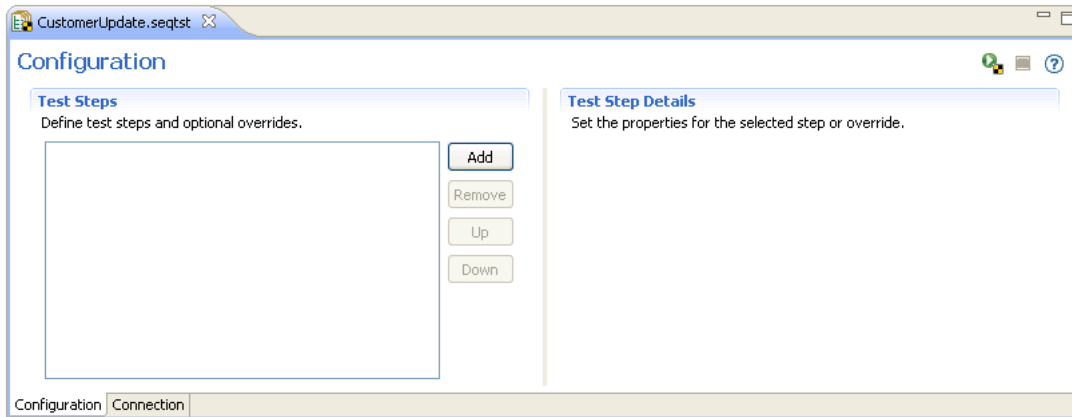 CustomerUpdate.seqtst
Configuration
Test Steps
Define test steps and optional overrides.
Add
Remove
Up
Down
Test Step Details
Set the properties for the selected step or override.
Configuration
Connection